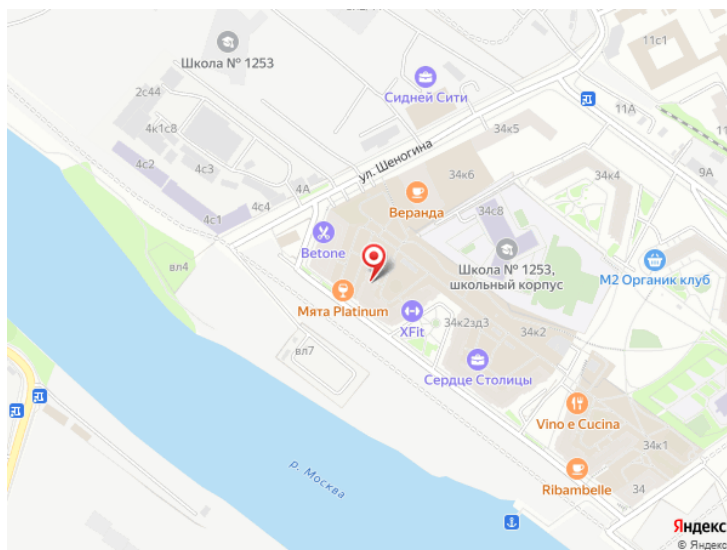 11с1
Школа № 1253
Сидней Сити
2с44
11А
4к1с8
34к5
11
ул. Шеногина
4с2
4с3
34к6
34к4
9А
4А
4с4
Веранда
34с8
4с1
Betone
Школа № 1253,
школьный корпус
вл4
М2 Органик клуб
Мята Platinum
XFit
34к2зд3
34к2
вл7
Сердце Столицы
Vino e Cucina
34к1
р. Москва
Ribambelle
34
Яндекс
© Яндекс